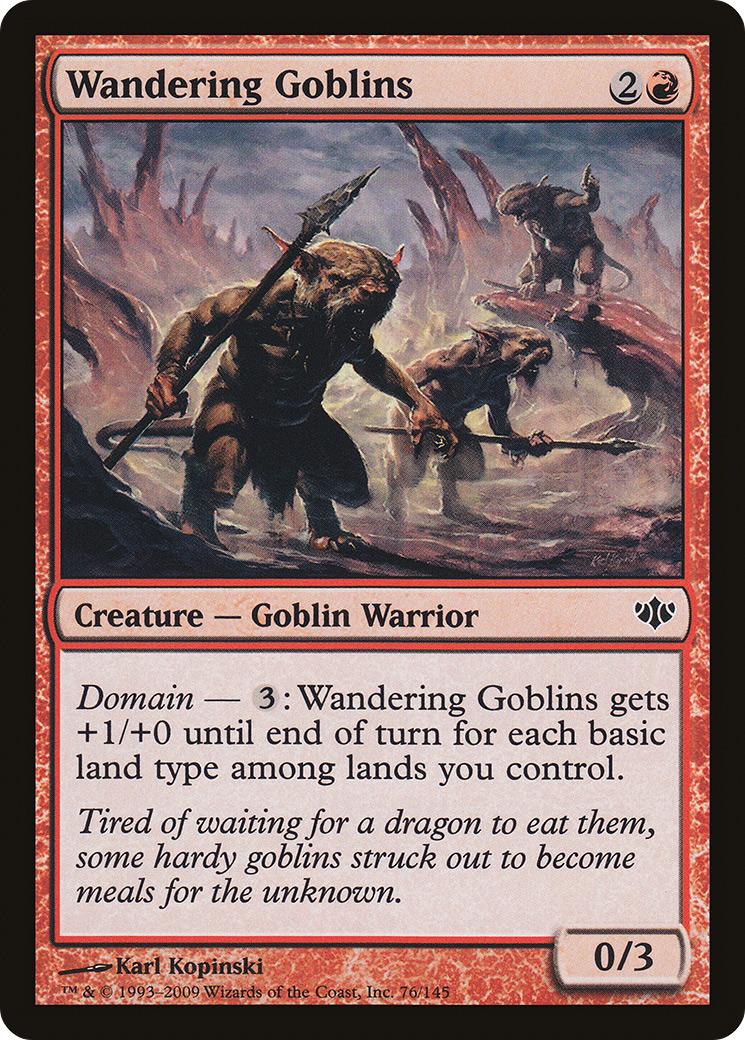 Wandering Goblins 2
Creature — Goblin Warrior
Domain — 3: Wandering Goblins gets
+1/+0 until end of turn for each basic
land type among lands you control.
Tired of waiting for a dragon to eat them,
some hardy goblins struck out to become
meals for the unknown.
0/3
Karl Kopinski
™ & © 1993–2009 Wizards of the Coast, Inc. 76/145